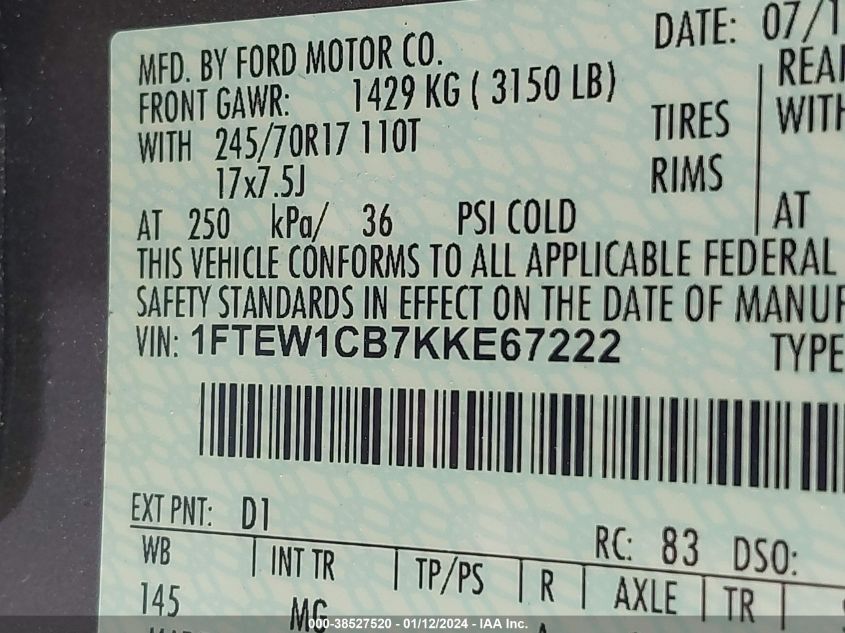 DATE: 07/1
MFD. BY FORD MOTOR CO.
FRONT GAWR: 1429 KG ( 3150 LB)
WITH 245/70R17 110T TIRES WITH
17x7.5J RIMS
AT 250 kPa/ 36 PSI COLD AT
THIS VEHICLE CONFORMS TO ALL APPLICABLE FEDERAL
SAFETY STANDARDS IN EFFECT ON THE DATE OF
VIN: 1FTEW1CB7KKE67222 TYPE
EXT PNT: D1 RC: 83 DSO:
WB INT TR TP/PS R AXLE TR
145 MG
000-38527520 - 01/12/2024 - IAA Inc.